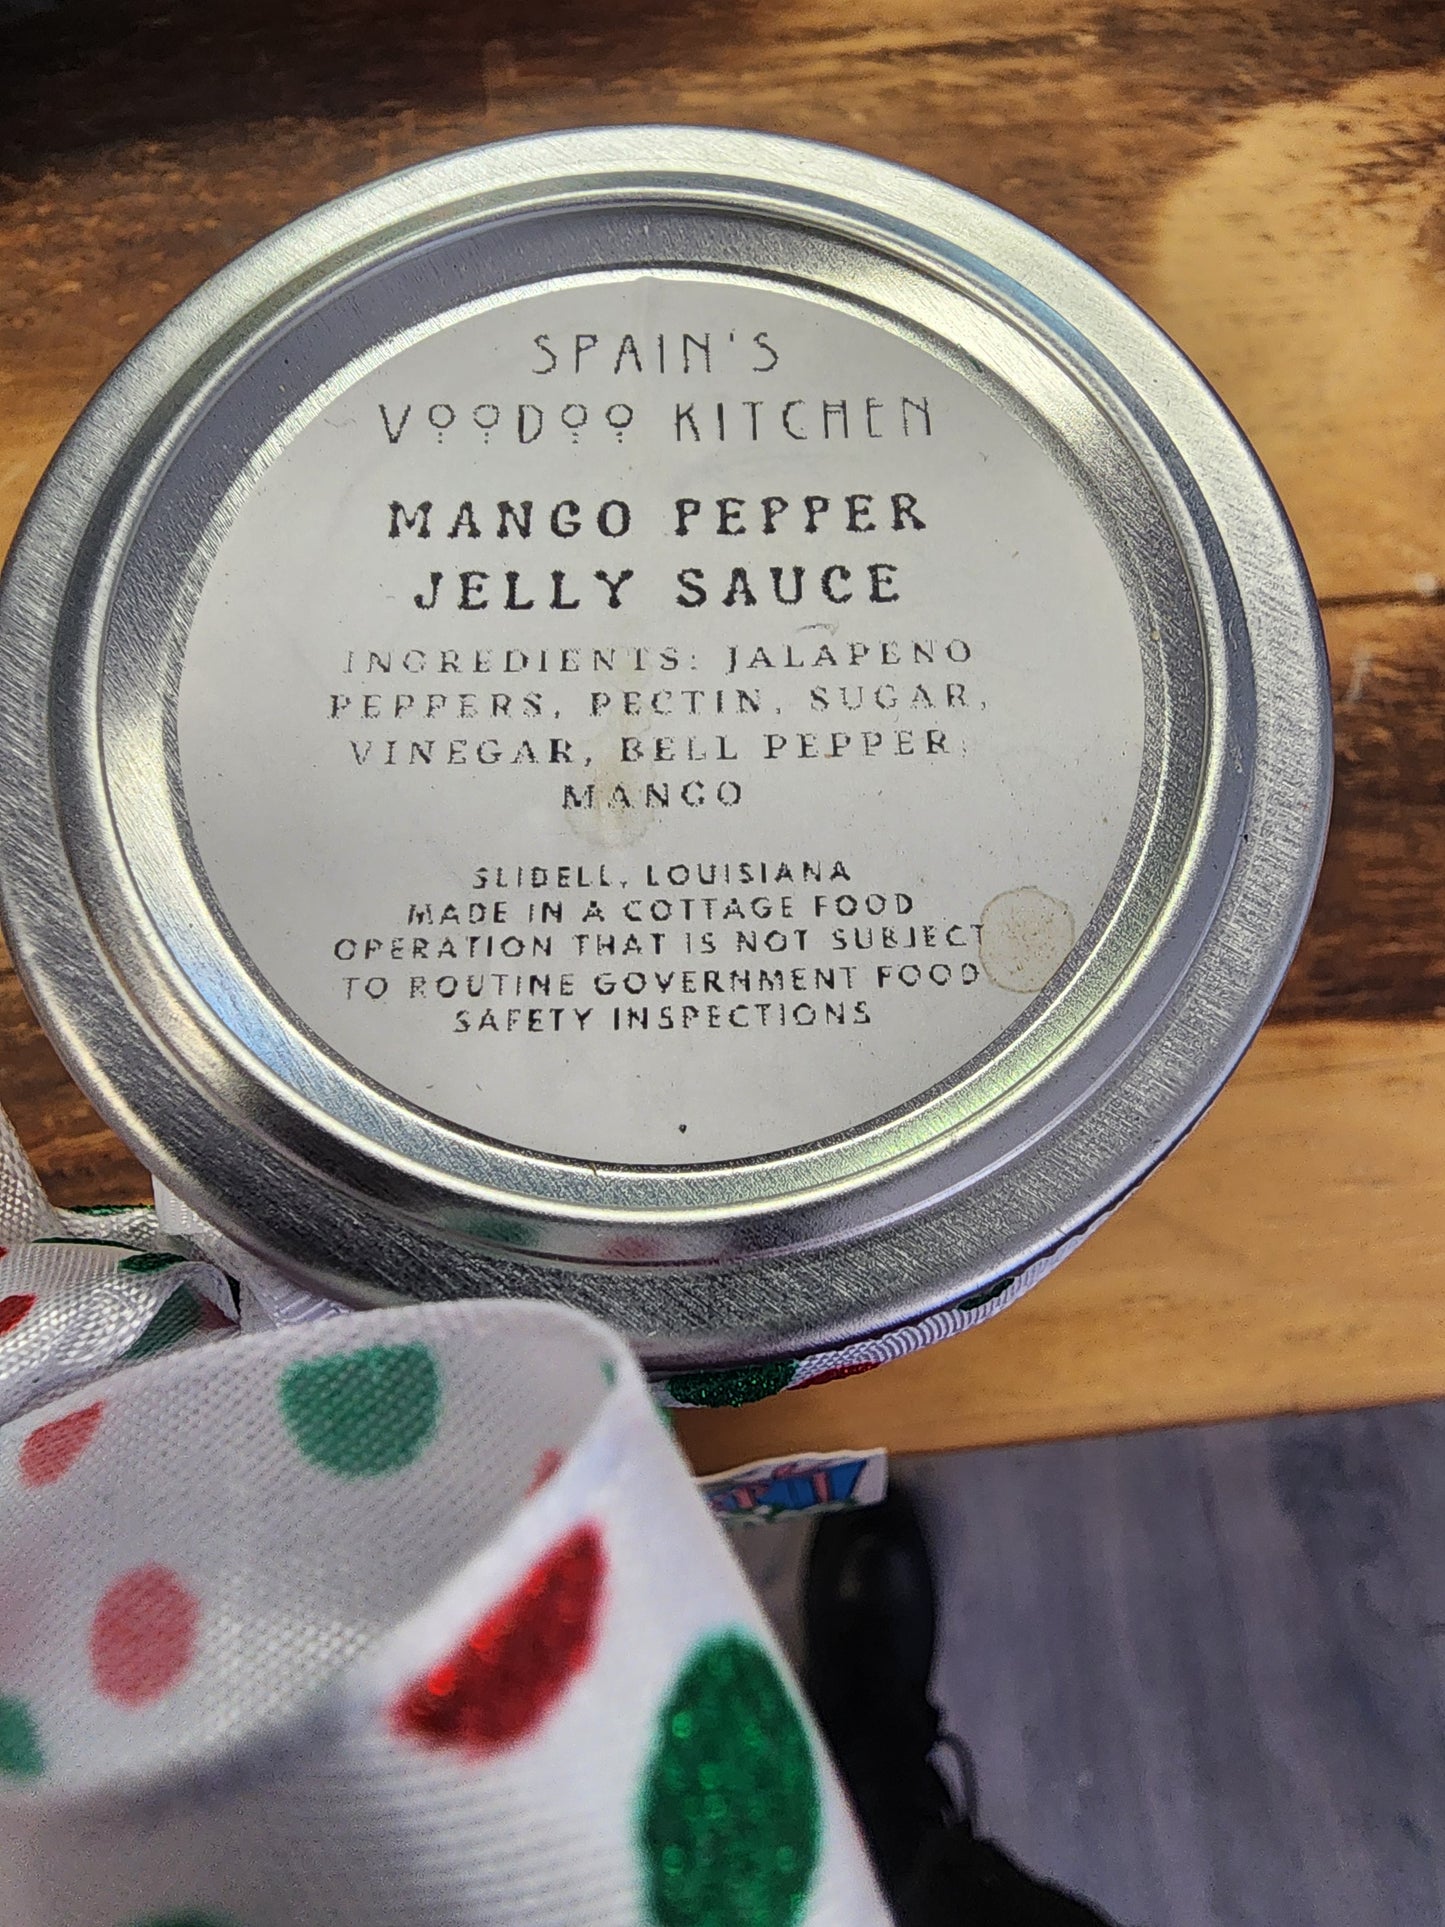 SPAIN'S
VOODOO KITCHEN
MANGO PEPPER
JELLY SAUCE
INGREDIENTS: JALAPENO
PEPPERS, PECTIN, SUGAR,
VINEGAR, BELL PEPPER,
MANGO
SLIDELL, LOUISIANA
MADE IN A COTTAGE FOOD
OPERATION THAT IS NOT SUBJECT
TO ROUTINE GOVERNMENT FOOD
SAFETY INSPECTIONS